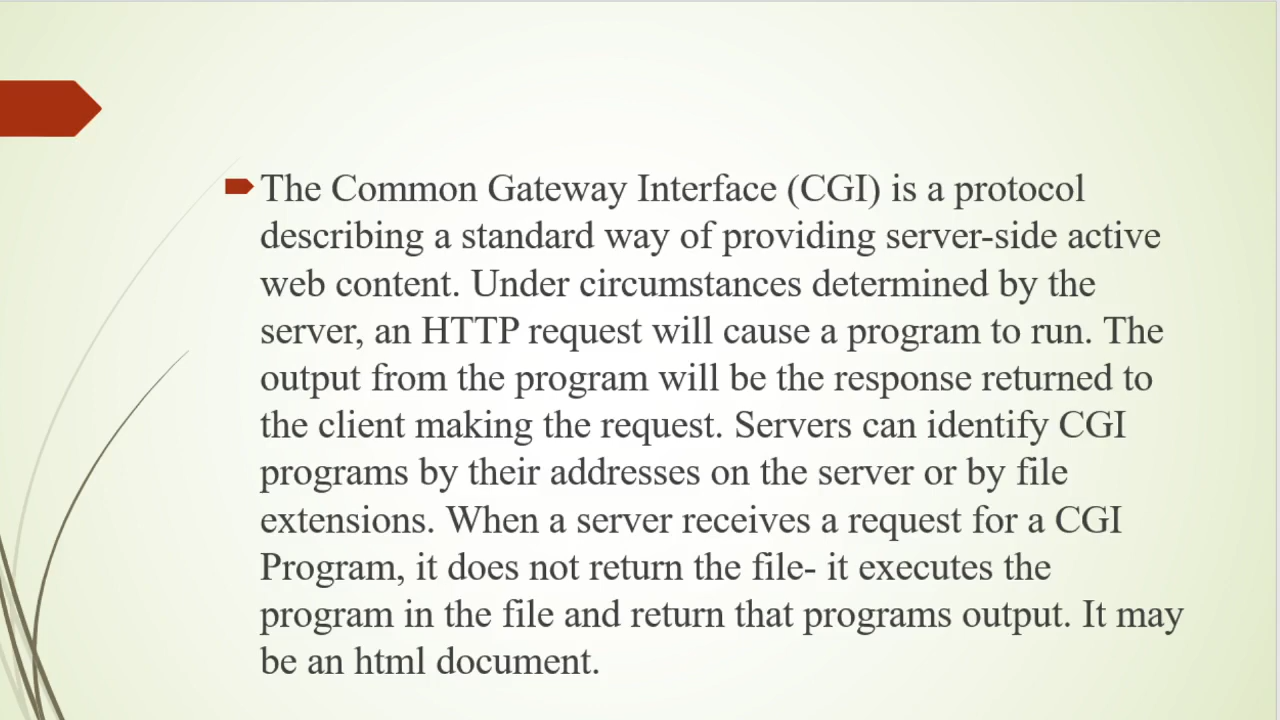 The Common Gateway Interface (CGI) is a protocol
describing a standard way of providing server-side active
web content. Under circumstances determined by the
server, an HTTP request will cause a program to run. The
output from the program will be the response returned to
the client making the request. Servers can identify CGI
programs by their addresses on the server or by file
extensions. When a server receives a request for a CGI
Program, it does not return the file- it executes the
program in the file and return that programs output. It may
be an html document.